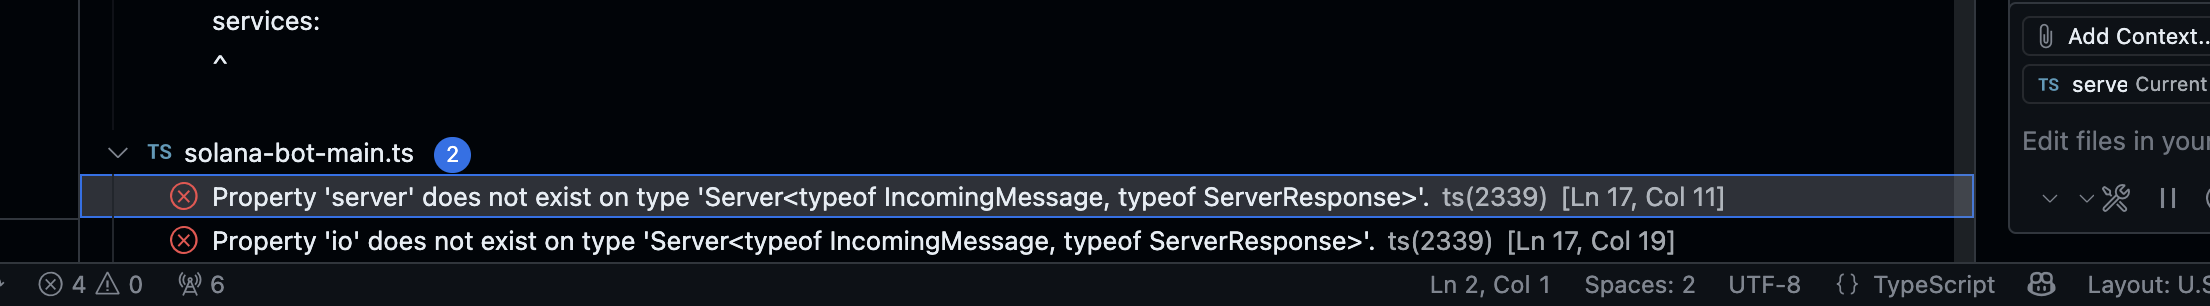 services:
^
TS solana-bot-main.ts 2
Property 'server' does not exist on type 'Server<typeof IncomingMessage, typeof ServerResponse>'. ts(2339) [Ln 17, Col 11]
Property 'io' does not exist on type 'Server<typeof IncomingMessage, typeof ServerResponse>'. ts(2339) [Ln 17, Col 19]
4 0 6
Ln 2, Col 1 Spaces: 2 UTF-8 {} TypeScript Layout: U.S
Add Context..
TS serve Current
Edit files in your